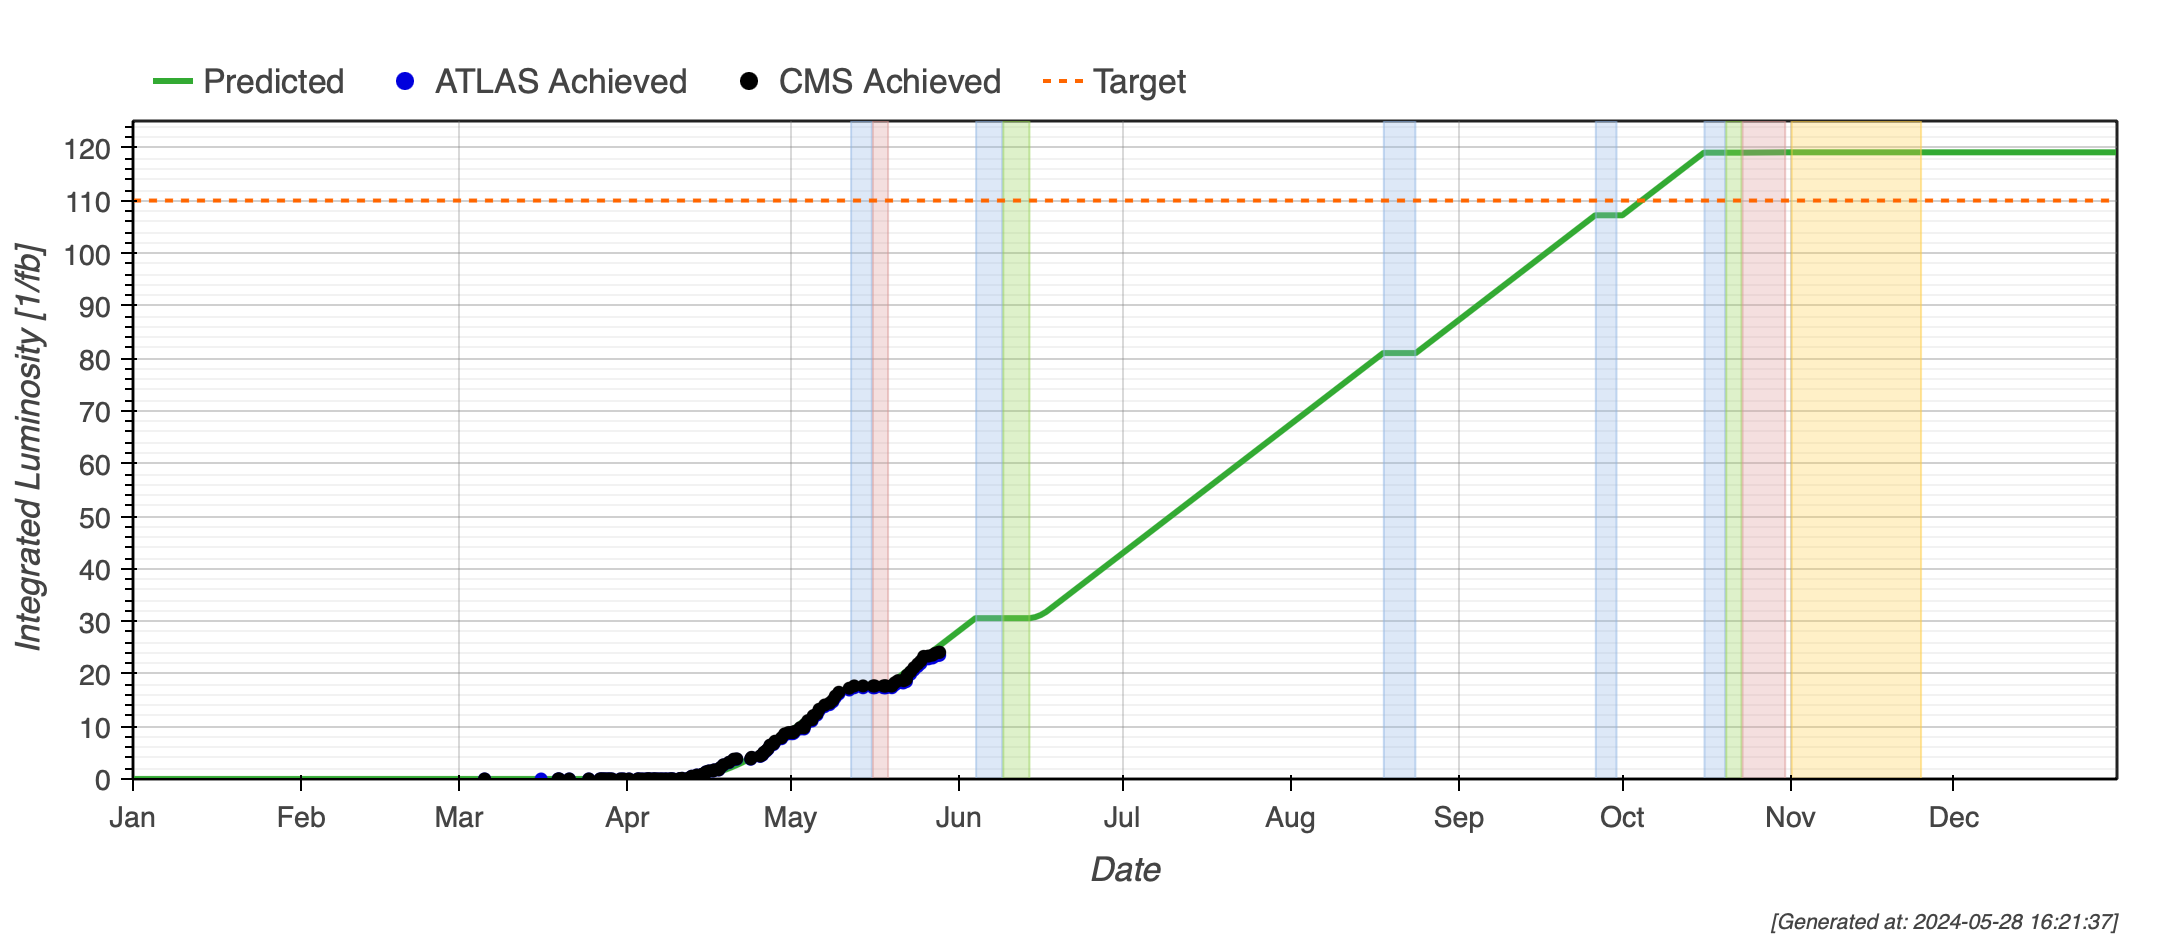 Predicted ATLAS Achieved CMS Achieved Target
Integrated Luminosity [1/fb]
120
110
100
90
80
70
60
50
40
30
20
10
0
Jan Feb Mar Apr May Jun Jul Aug Sep Oct Nov Dec
Date
[Generated at: 2024-05-28 16:21:37]